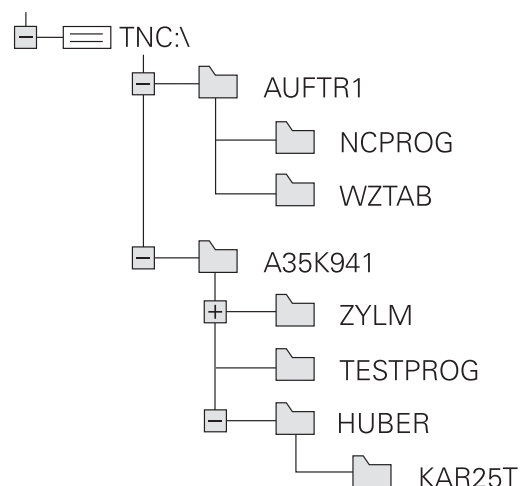 TNC:\
AUFTR1
NCPROG
WZTAB
A35K941
ZYLM
TESTPROG
HUBER
KAR25T